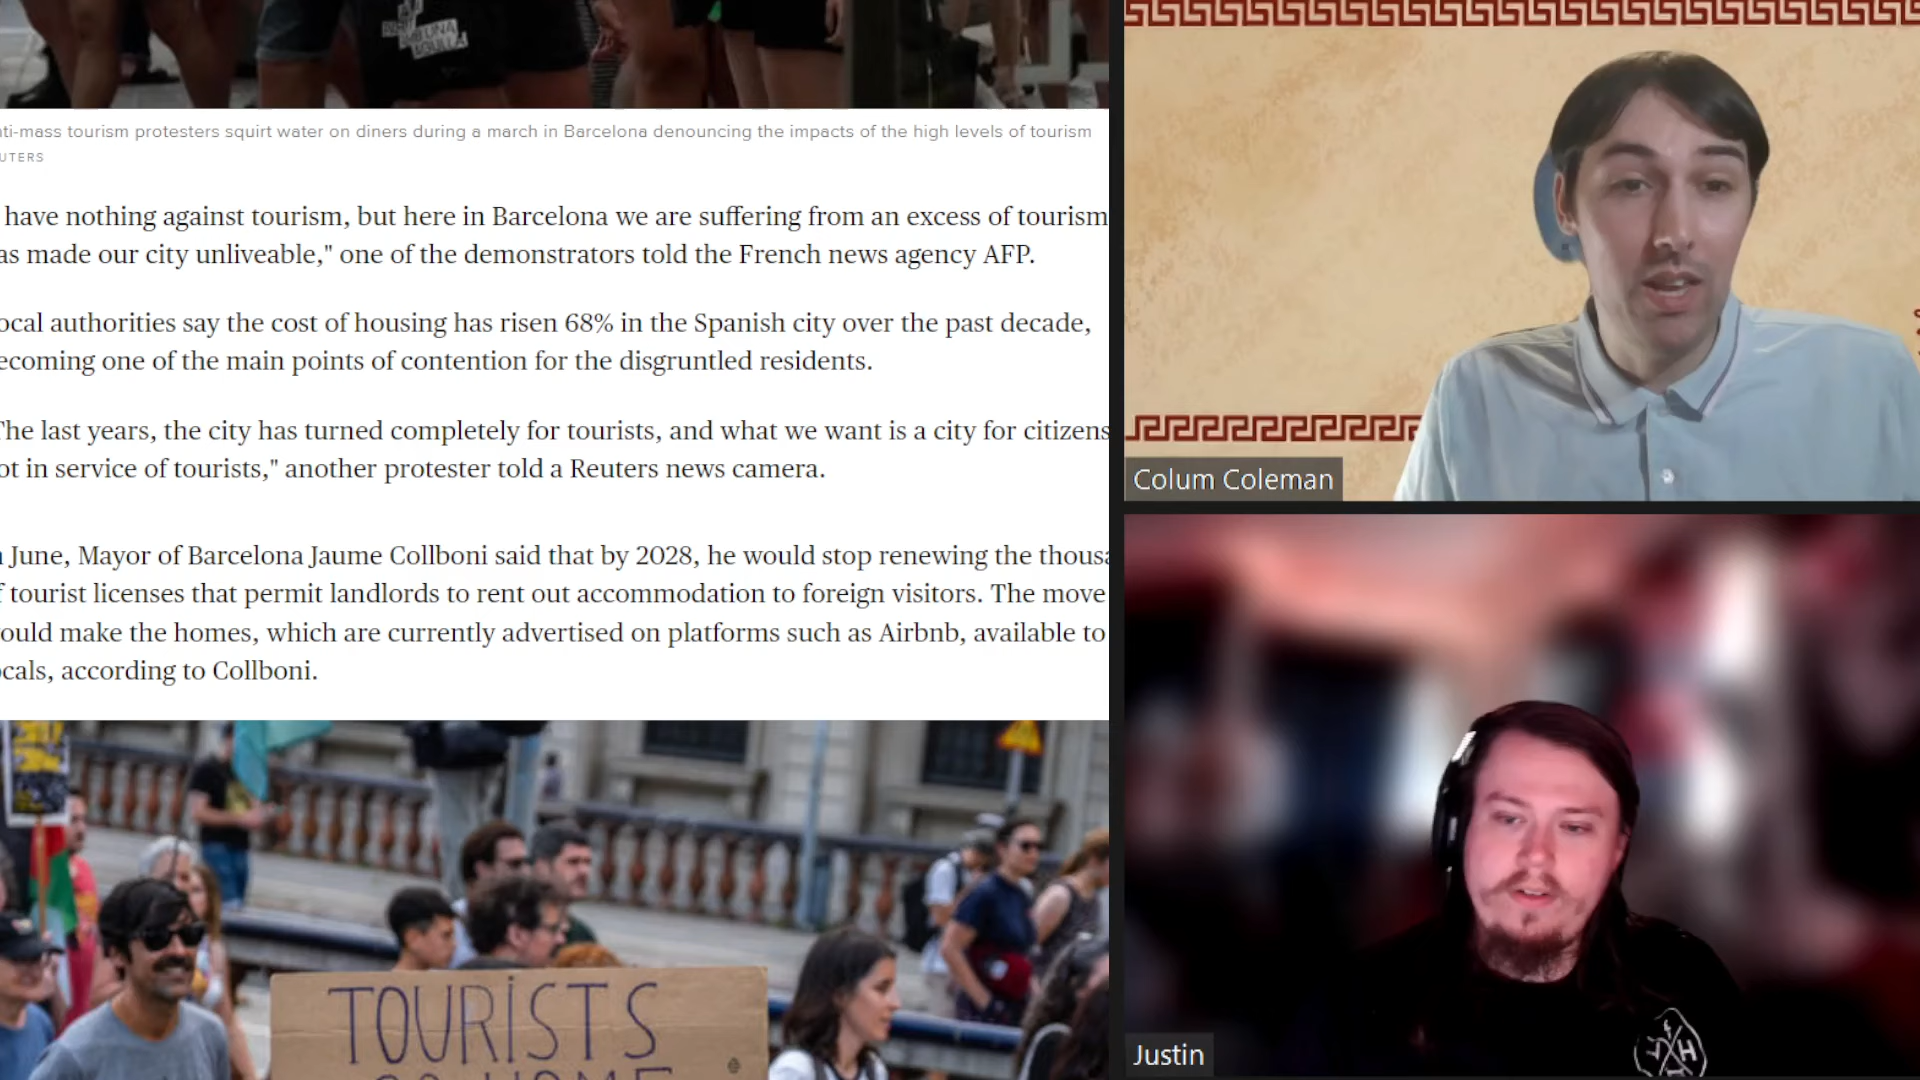 UNA
AQUILLA
ti-mass tourism protesters squirt water on diners during a march in Barcelona denouncing the impacts of the high levels of tourism
UTERS
have nothing against tourism, but here in Barcelona we are suffering from an excess of tourism
as made our city unliveable," one of the demonstrators told the French news agency AFP.
ocal authorities say the cost of housing has risen 68% in the Spanish city over the past decade,
ecoming one of the main points of contention for the disgruntled residents.
The last years, the city has turned completely for tourists, and what we want is a city for citizens
ot in service of tourists," another protester told a Reuters news camera.
n June, Mayor of Barcelona Jaume Collboni said that by 2028, he would stop renewing the thousa
f tourist licenses that permit landlords to rent out accommodation to foreign visitors. The move
ould make the homes, which are currently advertised on platforms such as Airbnb, available to
ocals, according to Collboni.
TOURISTS
GO HOME
Colum Coleman
Justin